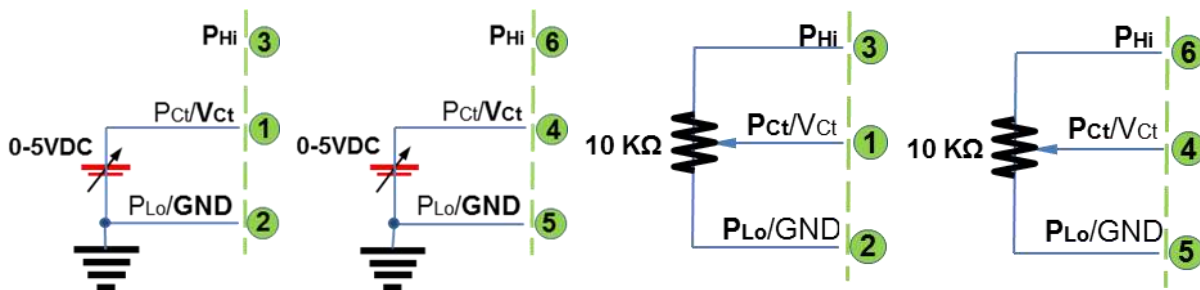 PHi 3
PCt/VCt 1
0-5VDC
PLo/GND 2
PHi 6
PCt/VCt 4
0-5VDC
PLo/GND 5
PHi 3
PCt/VCt 1
10 KΩ
PLo/GND 2
PHi 6
PCt/VCt 4
10 KΩ
PLo/GND 5